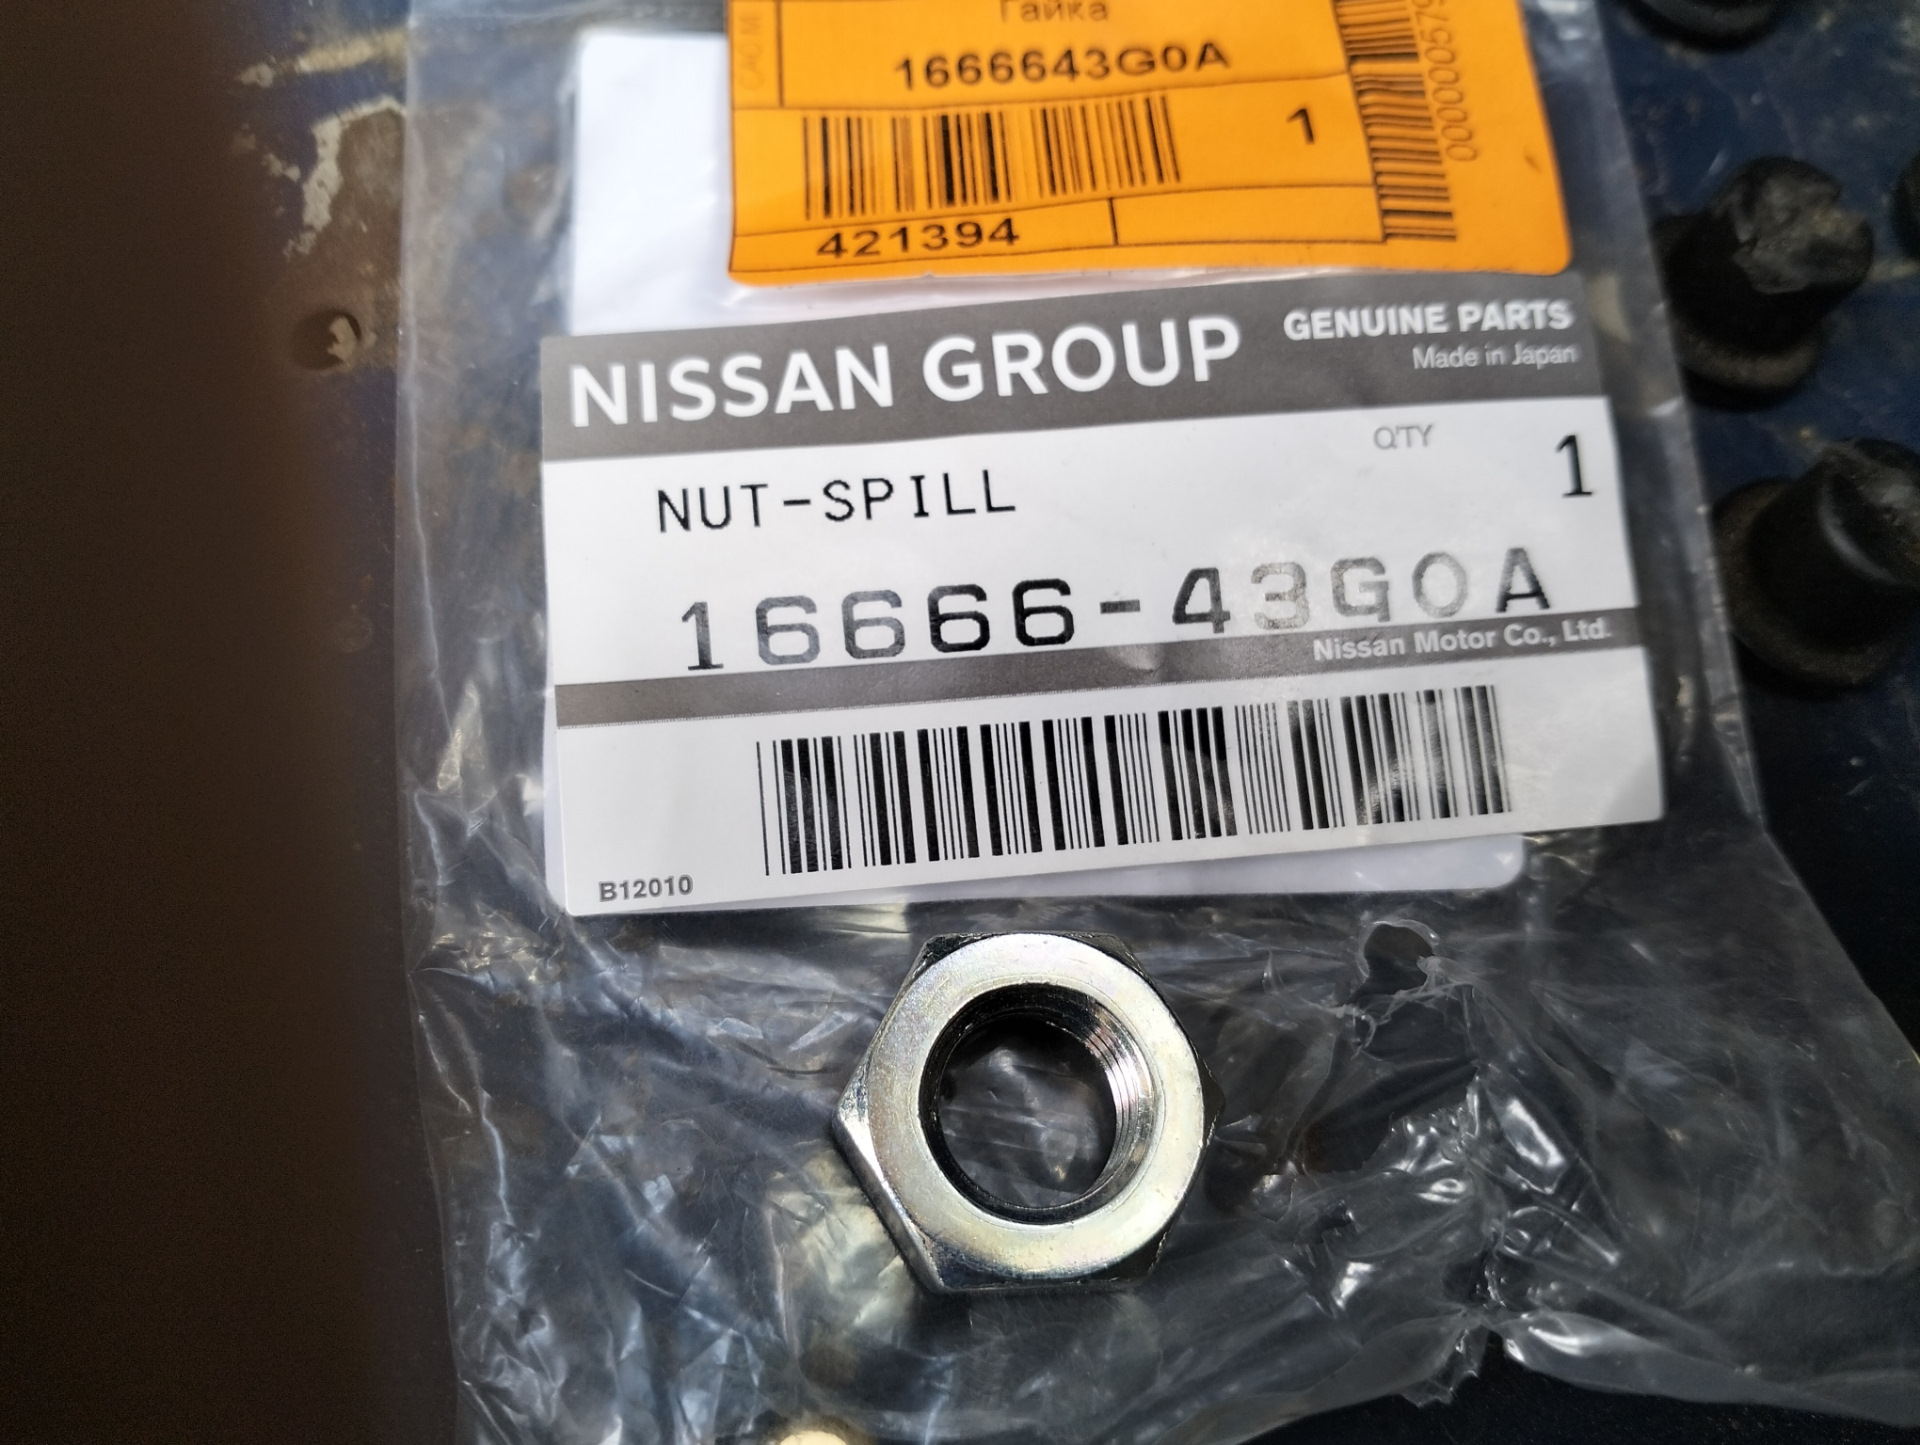 Гайка
1666643G0A
1
421394
NISSAN GROUP
GENUINE PARTS
Made in Japan
Q'TY
1
NUT-SPILL
16666-43G0A
Nissan Motor Co., Ltd.
B12010